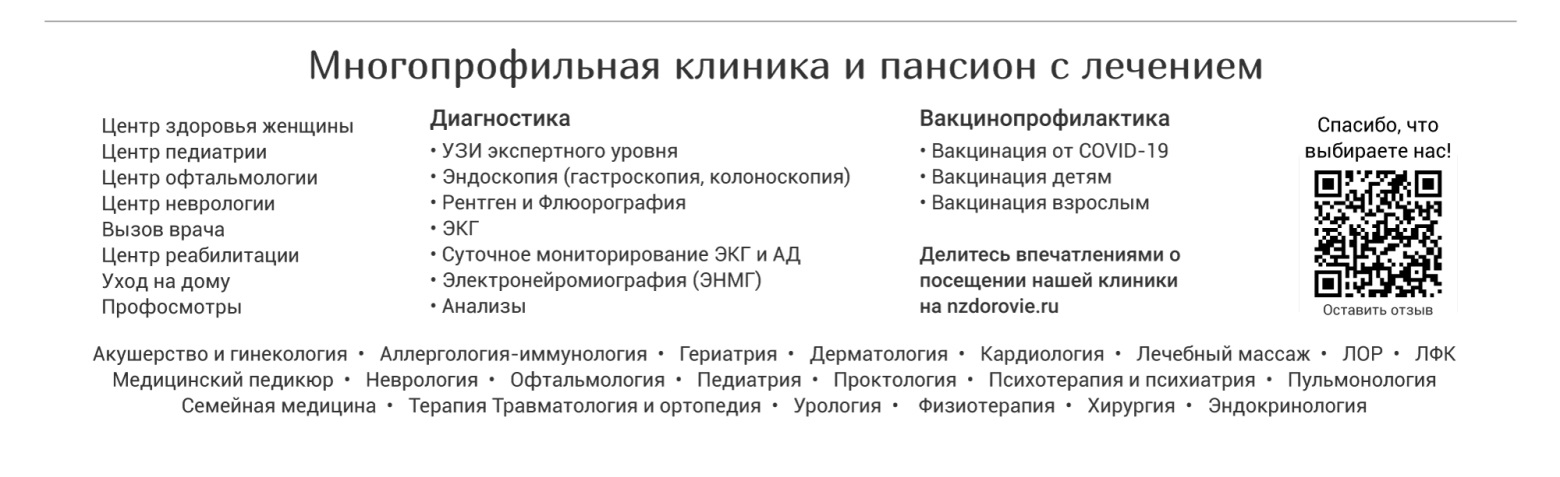 Многопрофильная клиника и пансион с лечением
Центр здоровья женщины
Центр педиатрии
Центр офтальмологии
Центр неврологии
Вызов врача
Центр реабилитации
Уход на дому
Профосмотры
Диагностика
• УЗИ экспертного уровня
• Эндоскопия (гастроскопия, колоноскопия)
• Рентген и Флюорография
• ЭКГ
• Суточное мониторирование ЭКГ и АД
• Электронейромиография (ЭНМГ)
• Анализы
Вакцинопрофилактика
• Вакцинация от COVID-19
• Вакцинация детям
• Вакцинация взрослым
Делитесь впечатлениями о
посещении нашей клиники
на nzdorovie.ru
Спасибо, что
выбираете нас!
Оставить отзыв
Акушерство и гинекология • Аллергология-иммунология • Гериатрия • Дерматология • Кардиология • Лечебный массаж • ЛОР • ЛФК
Медицинский педикюр • Неврология • Офтальмология • Педиатрия • Проктология • Психотерапия и психиатрия • Пульмонология
Семейная медицина • Терапия Травматология и ортопедия • Урология • Физиотерапия • Хирургия • Эндокринология